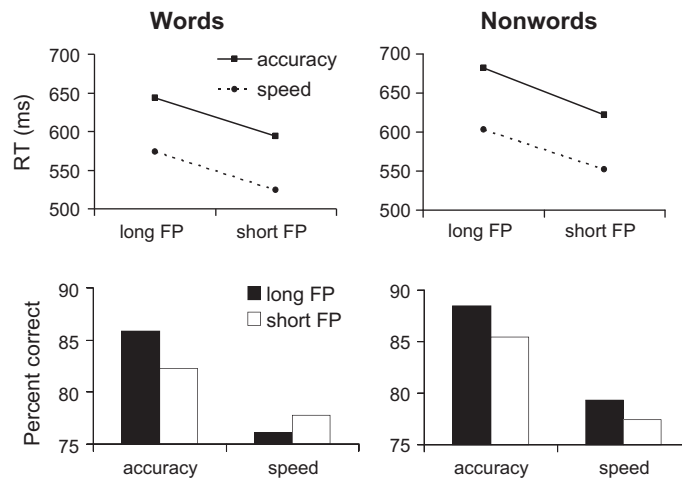 Words
Nonwords
700
650
600
550
500
RT (ms)
accuracy
speed
long FP
short FP
700
650
600
550
500
long FP
short FP
90
85
80
75
Percent correct
long FP
short FP
accuracy
speed
90
85
80
75
accuracy
speed